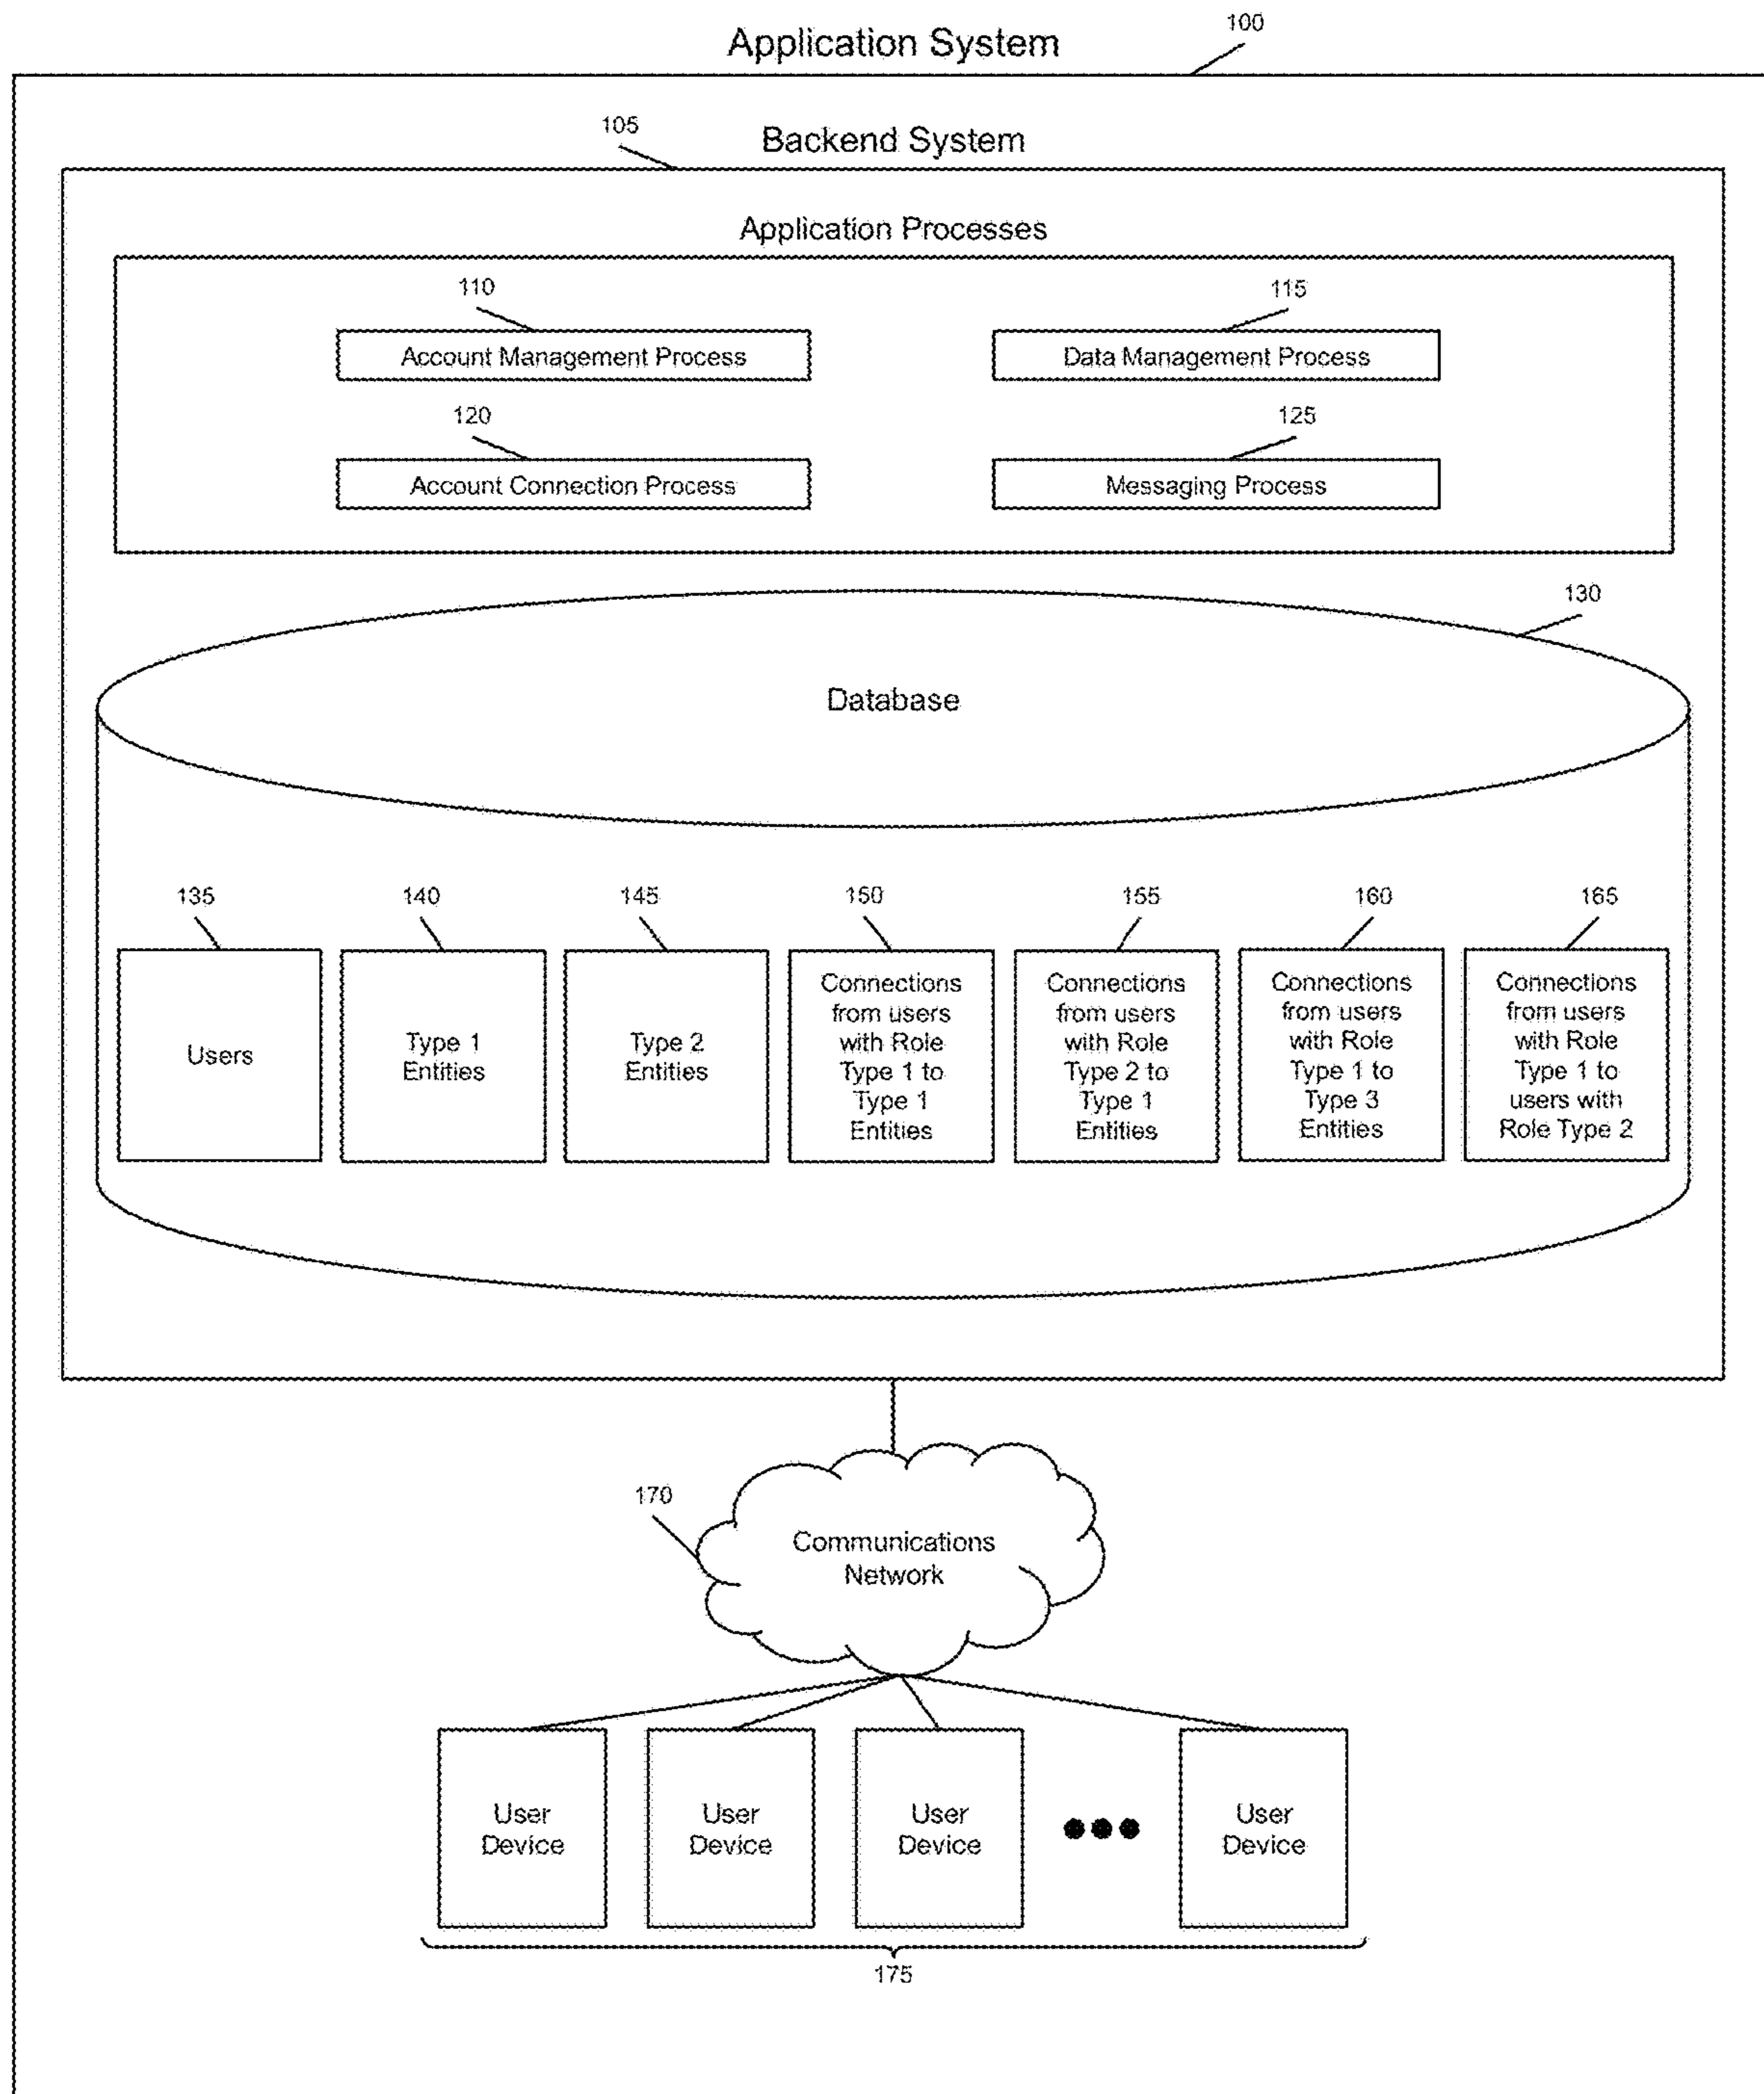 100
Application System
105
Backend System
Application Processes
110
115
Account Management Process
Data Management Process
120
125
Account Connection Process
Messaging Process
130
Database
135
140
145
150
155
160
165
Users
Type 1
Entities
Type 2
Entities
Connections
from users
with Role
Type 1 to
Type 1
Entities
Connections
from users
with Role
Type 2 to
Type 1
Entities
Connections
from users
with Role
Type 1 to
Type 3
Entities
Connections
from users
with Role
Type 1 to
users with
Role Type 2
170
Communications
Network
User
Device
User
Device
User
Device
User
Device
175